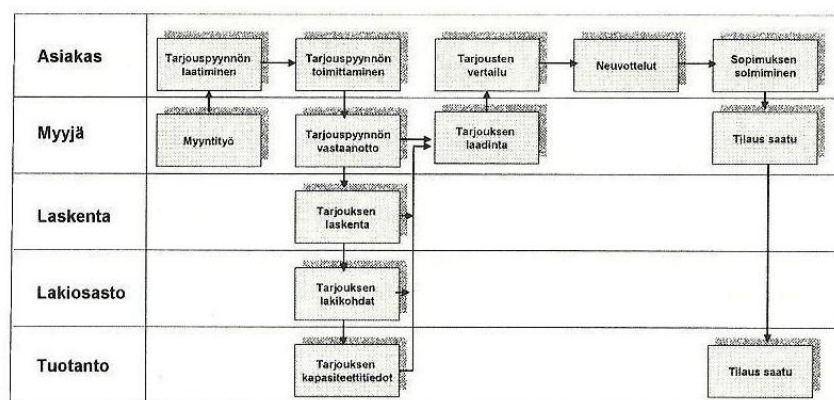 Asiakas
Tarjouspyynnön
laatiminen
Tarjouspyynnön
toimittaminen
Tarjousten
vertailu
Neuvottelut
Sopimuksen
solmiminen
Myyjä
Myyntityö
Tarjouspyynnön
vastaanotto
Tarjouksen
laadinta
Tilaus saatu
Laskenta
Tarjouksen
laskenta
Lakiosasto
Tarjouksen
lakikohdat
Tuotanto
Tarjouksen
kapasiteettitiedot
Tilaus saatu